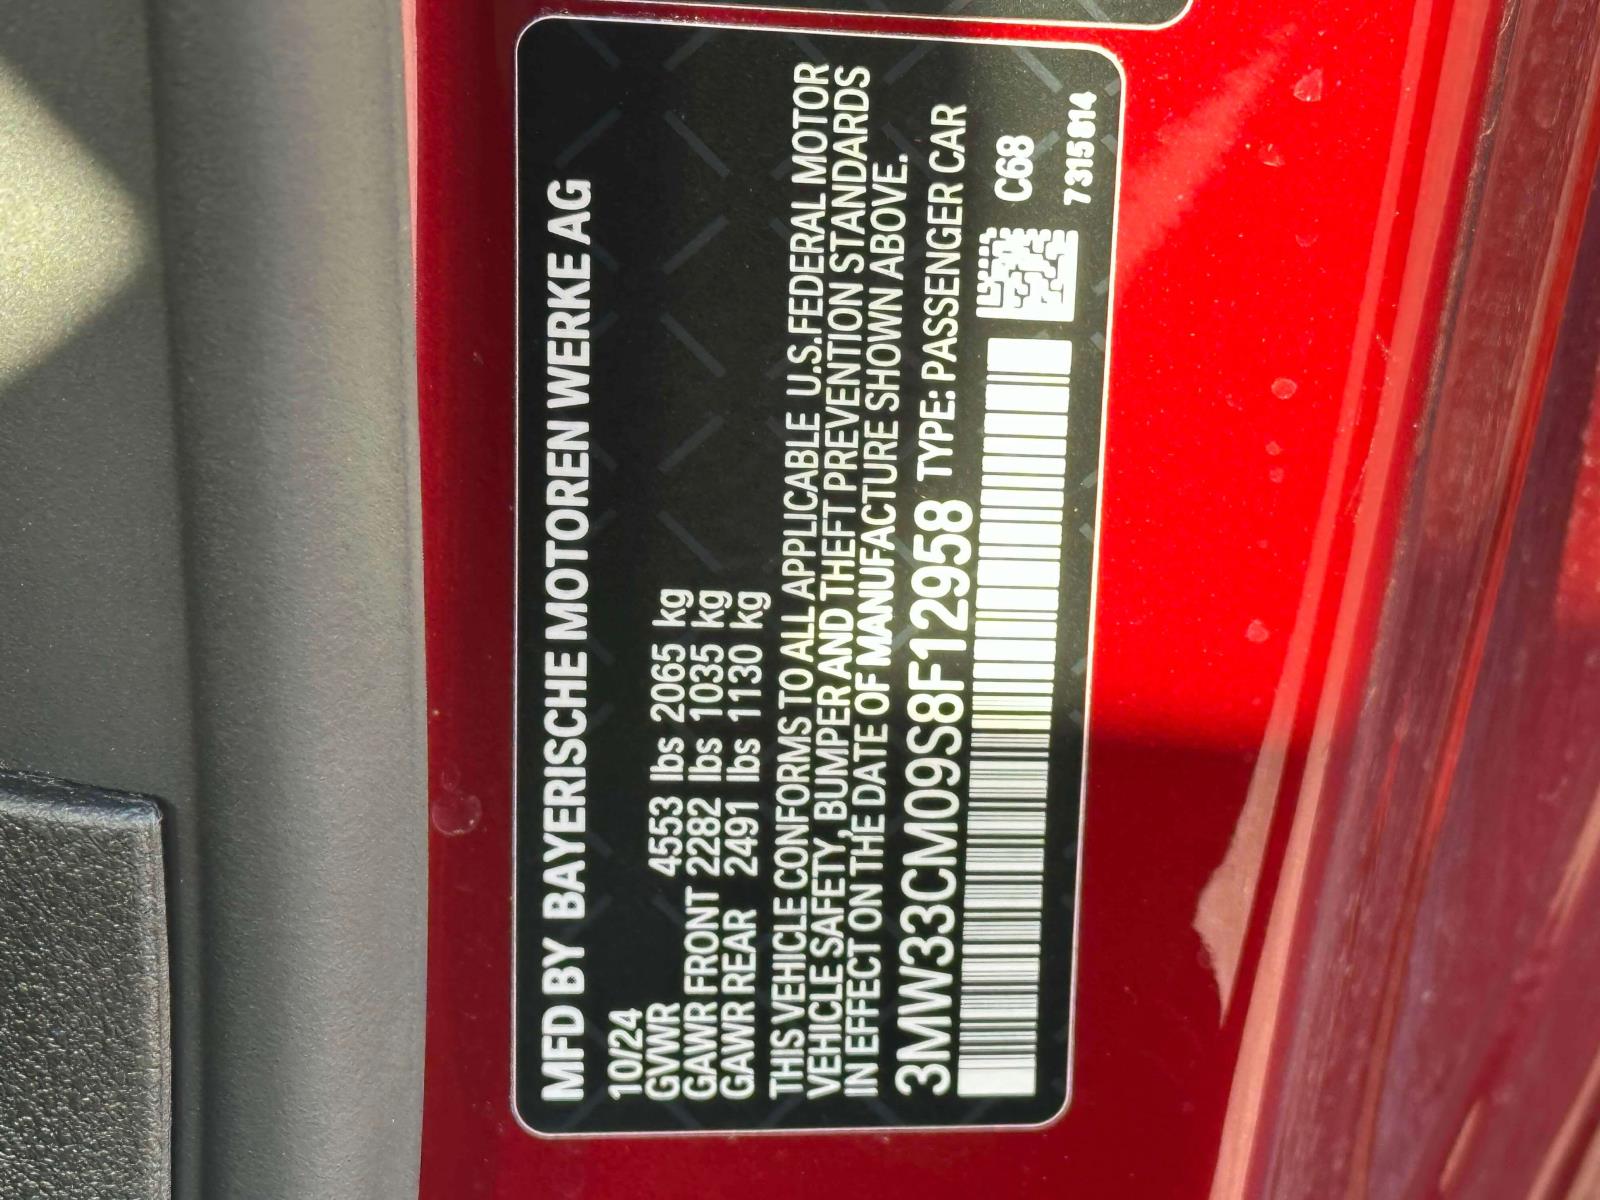 MFD BY BAYERISCHE MOTOREN WERKE AG
10/24
GVWR 4553 lbs 2065 kg
GAWR FRONT 2282 lbs 1035 kg
GAWR REAR 2491 lbs 1130 kg
THIS VEHICLE CONFORMS TO ALL APPLICABLE U.S.FEDERAL MOTOR
VEHICLE SAFETY, BUMPER AND THEFT PREVENTION STANDARDS
IN EFFECT ON THE DATE OF MANUFACTURE SHOWN ABOVE.
3MW33CM09S8F12958 TYPE: PASSENGER CAR
C68
7315814